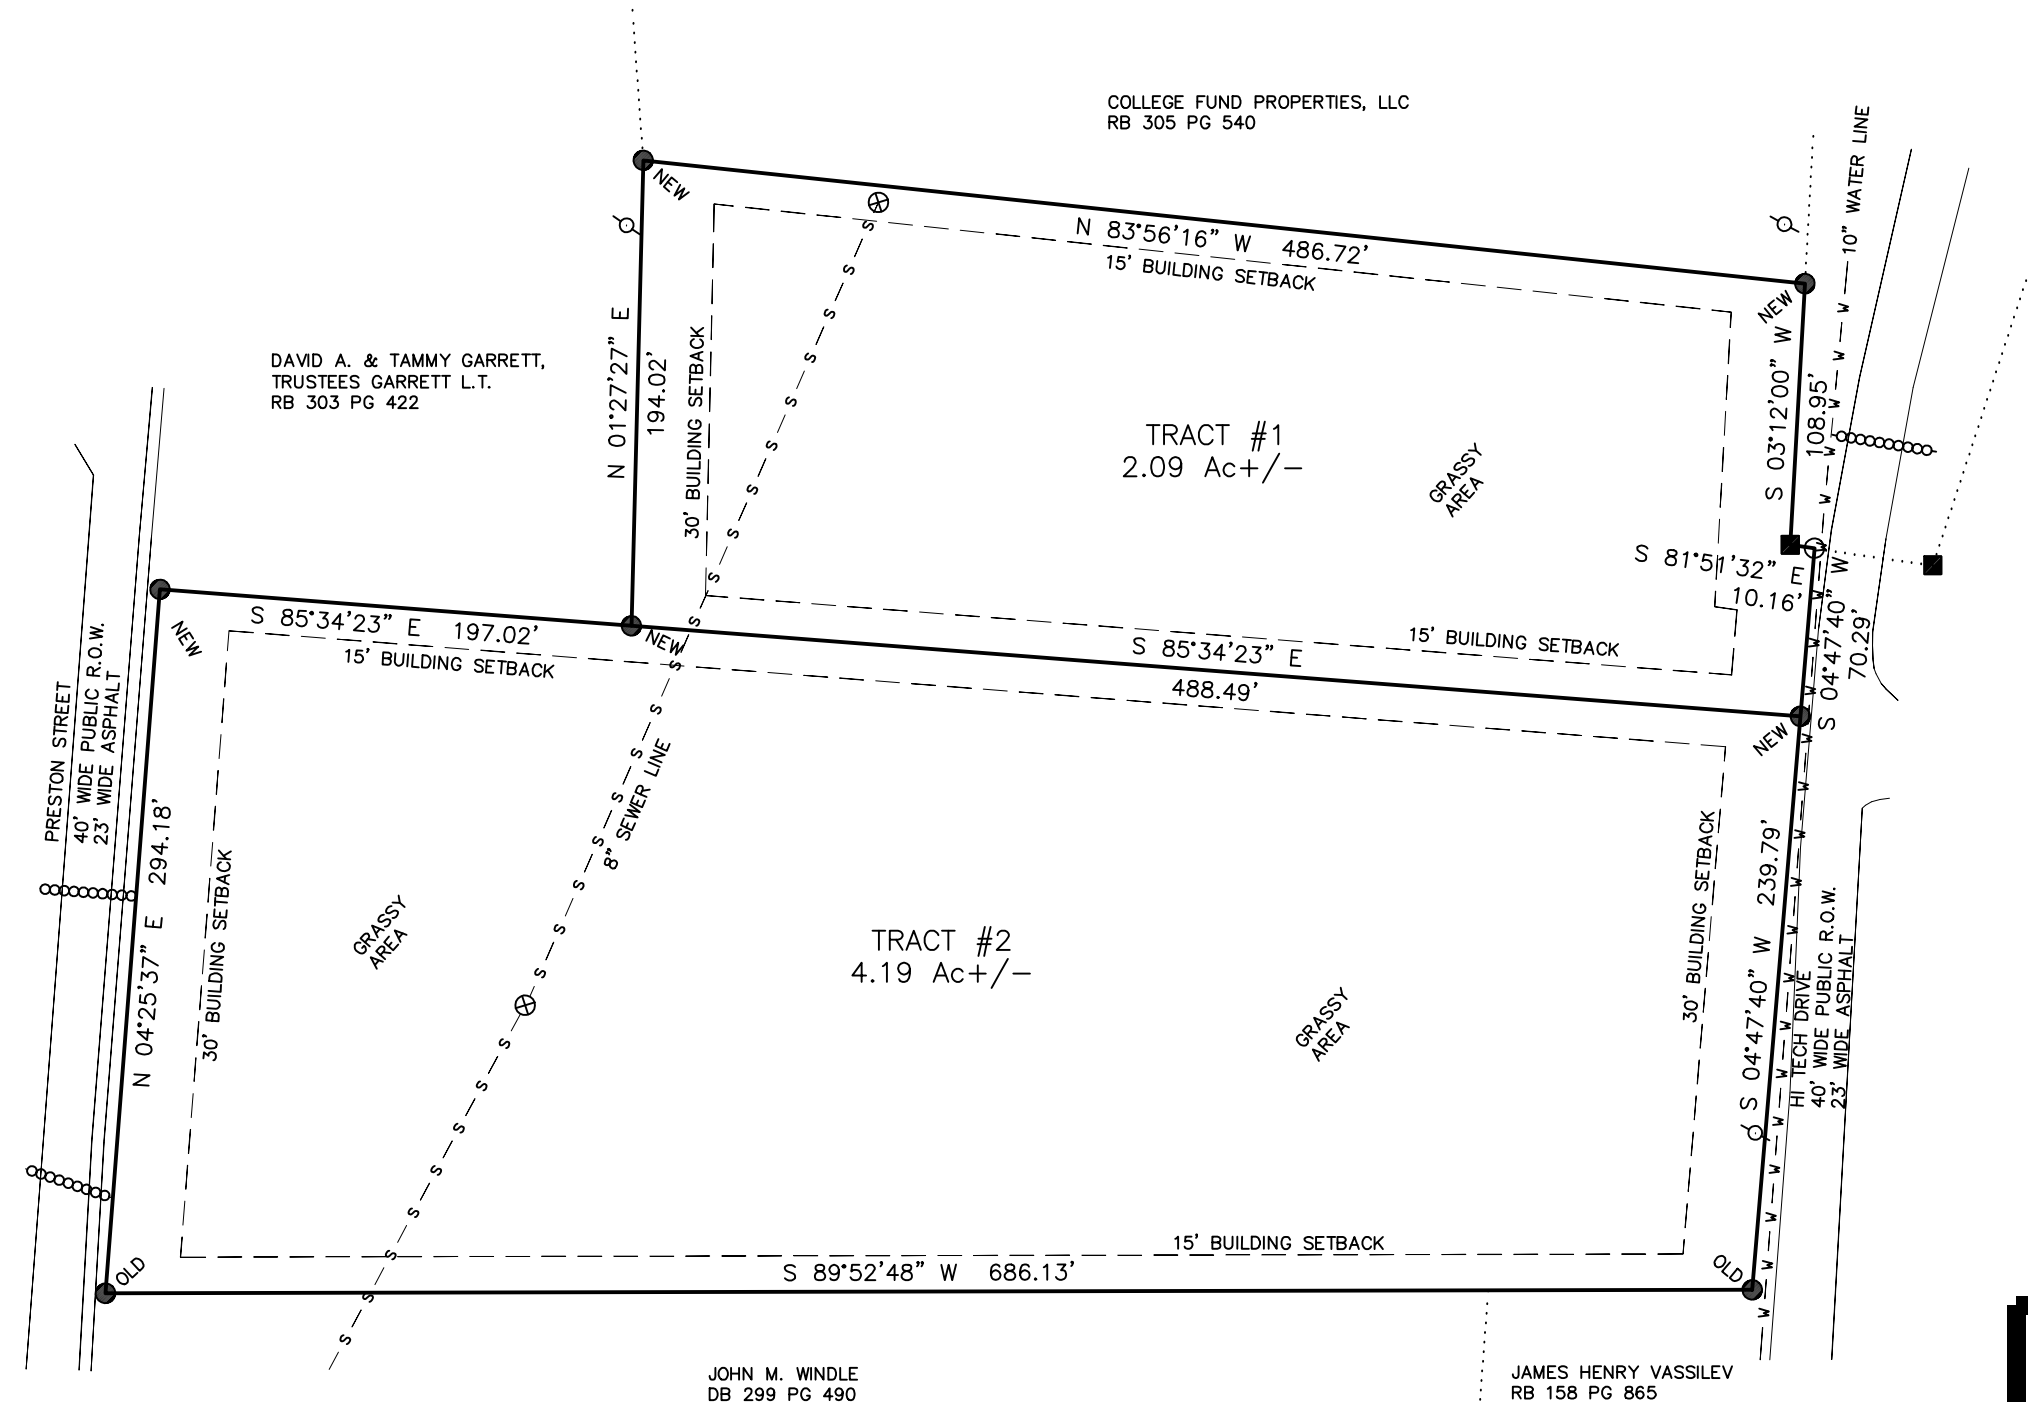 COLLEGE FUND PROPERTIES, LLC
RB 305 PG 540
10" WATER LINE
NEW
N 83°56'16" W 486.72'
15' BUILDING SETBACK
NEW
DAVID A. & TAMMY GARRETT,
TRUSTEES GARRETT L.T.
RB 303 PG 422
N 01°27'27" E
194.02'
30' BUILDING SETBACK
TRACT #1
2.09 Ac+/-
GRASSY
AREA
S 03°12'00" W
108.95'
S 81°51'32" E
10.16'
S 04°47'40" W
70.29'
NEW
S 85°34'23" E 197.02'
15' BUILDING SETBACK
NEW
S 85°34'23" E
488.49'
15' BUILDING SETBACK
NEW
PRESTON STREET
40' WIDE PUBLIC R.O.W.
23' WIDE ASPHALT
N 04°25'37" E 294.18'
30' BUILDING SETBACK
8" SEWER LINE
GRASSY
AREA
TRACT #2
4.19 Ac+/-
GRASSY
AREA
30' BUILDING SETBACK
S 04°47'40" W 239.79'
HI TECH DRIVE
40' WIDE PUBLIC R.O.W.
23' WIDE ASPHALT
15' BUILDING SETBACK
OLD
S 89°52'48" W 686.13'
OLD
JOHN M. WINDLE
DB 299 PG 490
JAMES HENRY VASSILEV
RB 158 PG 865